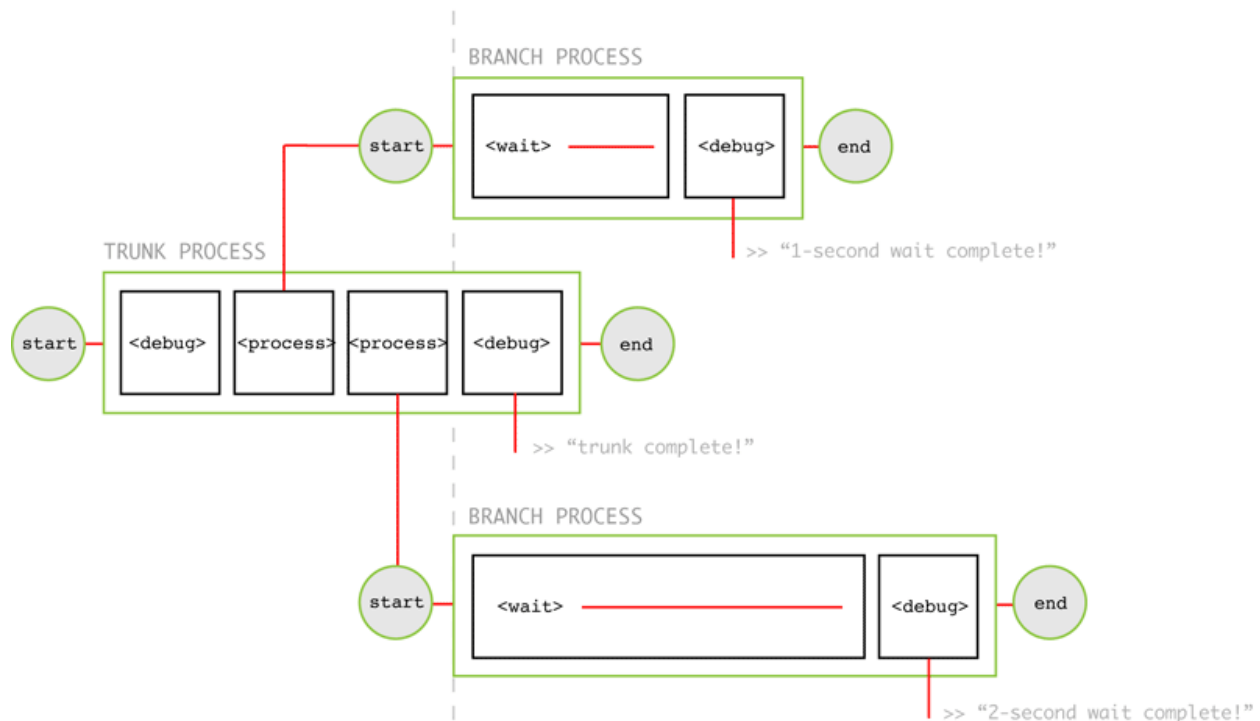 BRANCH PROCESS
start <wait> <debug> end
>> “1-second wait complete!”
TRUNK PROCESS
start <debug> <process> <process> <debug> end
>> “trunk complete!”
BRANCH PROCESS
start <wait> <debug> end
>> “2-second wait complete!”